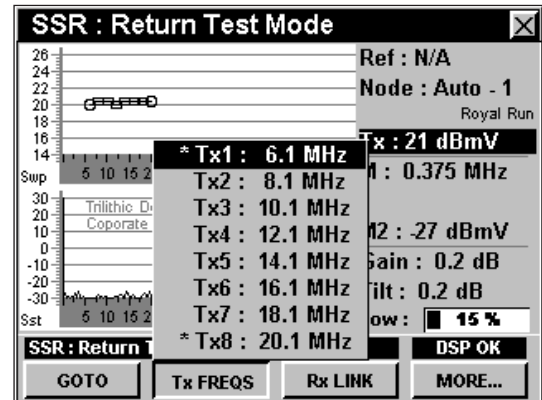 SSR : Return Test Mode
26
24
22
20
18
16
14
Swp
5 10 15 2
30
20
10
0
-10
-20
-30
Sst
5 10 15 2
Trilithic D
Coporate
Ref : N/A
Node : Auto - 1
Royal Run
Tx : 21 dBmV
: 0.375 MHz
M2 : -27 dBmV
Gain : 0.2 dB
Tilt : 0.2 dB
ow : 15 %
* Tx1 : 6.1 MHz
Tx2 : 8.1 MHz
Tx3 : 10.1 MHz
Tx4 : 12.1 MHz
Tx5 : 14.1 MHz
Tx6 : 16.1 MHz
Tx7 : 18.1 MHz
* Tx8 : 20.1 MHz
SSR : Return T
DSP OK
GOTO
Tx FREQS
Rx LINK
MORE...